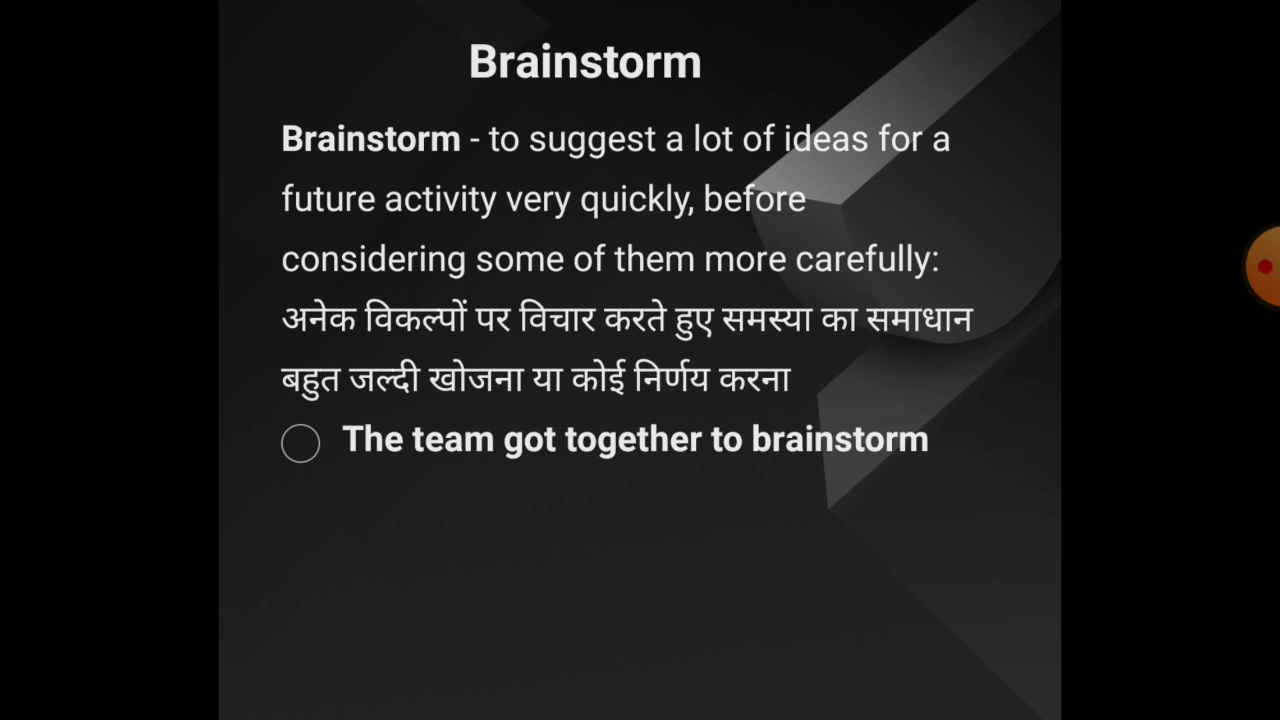 Brainstorm
Brainstorm - to suggest a lot of ideas for a
future activity very quickly, before
considering some of them more carefully:
अनेक विकल्पों पर विचार करते हुए समस्या का समाधान
बहुत जल्दी खोजना या कोई निर्णय करना
The team got together to brainstorm